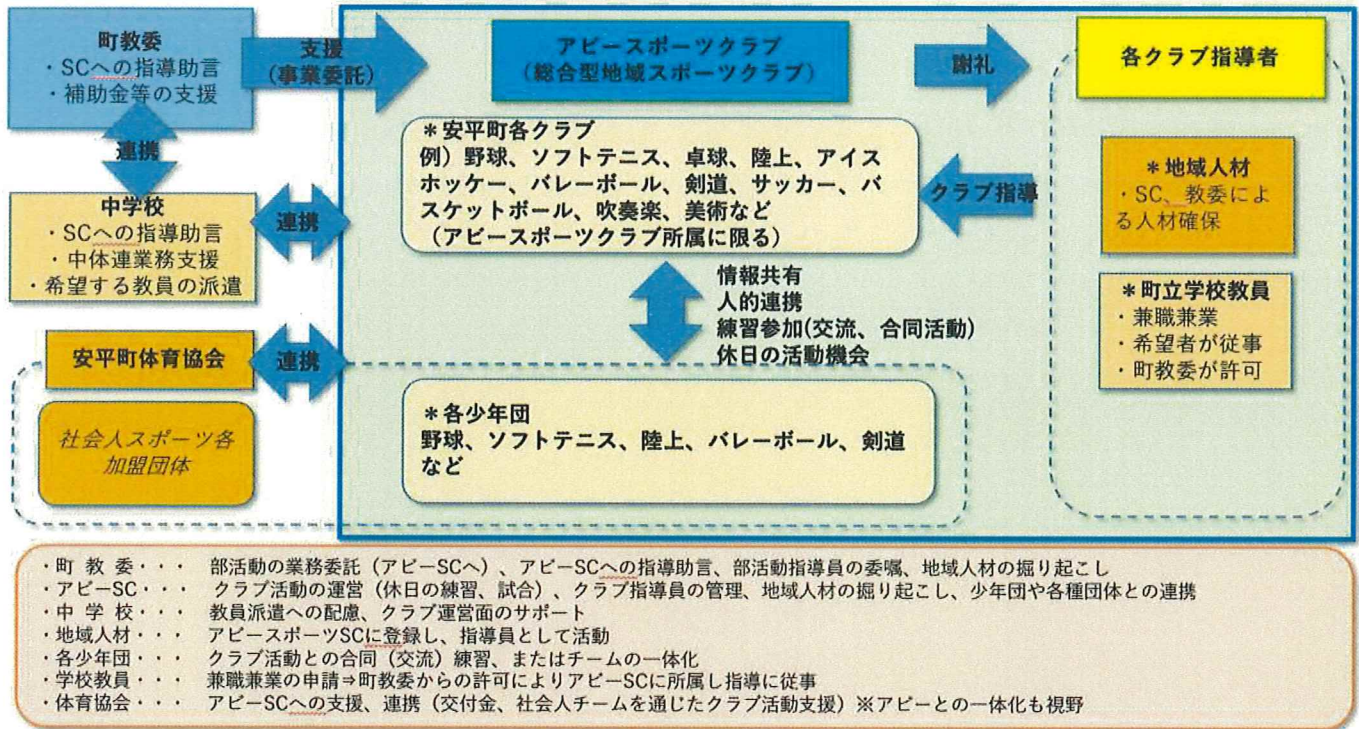 町教委
・SCへの指導助言
・補助金等の支援
支援
（事業委託）
アビースポーツクラブ
（総合型地域スポーツクラブ）
謝礼
各クラブ指導者
連携
＊安平町各クラブ
例）野球、ソフトテニス、卓球、陸上、アイス
ホッケー、バレーボール、剣道、サッカー、バ
スケットボール、吹奏楽、美術など
（アビースポーツクラブ所属に限る）
クラブ指導
＊地域人材
・SC、教委によ
る人材確保
中学校
・SCへの指導助言
・中体連業務支援
・希望する教員の派遣
連携
情報共有
人的連携
練習参加(交流、合同活動)
休日の活動機会
＊町立学校教員
・兼職兼業
・希望者が従事
・町教委が許可
安平町体育協会
連携
社会人スポーツ各
加盟団体
＊各少年団
野球、ソフトテニス、陸上、バレーボール、剣道
など
・町 教 委・・・ 部活動の業務委託（アビーSCへ）、アビーSCへの指導助言、部活動指導員の委嘱、地域人材の掘り起こし
・アビーSC・・・ クラブ活動の運営（休日の練習、試合）、クラブ指導員の管理、地域人材の掘り起こし、少年団や各種団体との連携
・中 学 校・・・ 教員派遣への配慮、クラブ運営面のサポート
・地域人材・・・ アビースポーツSCに登録し、指導員として活動
・各少年団・・・ クラブ活動との合同（交流）練習、またはチームの一体化
・学校教員・・・ 兼職兼業の申請⇒町教委からの許可によりアビーSCに所属し指導に従事
・体育協会・・・ アビーSCへの支援、連携（交付金、社会人チームを通じたクラブ活動支援）※アビーとの一体化も視野